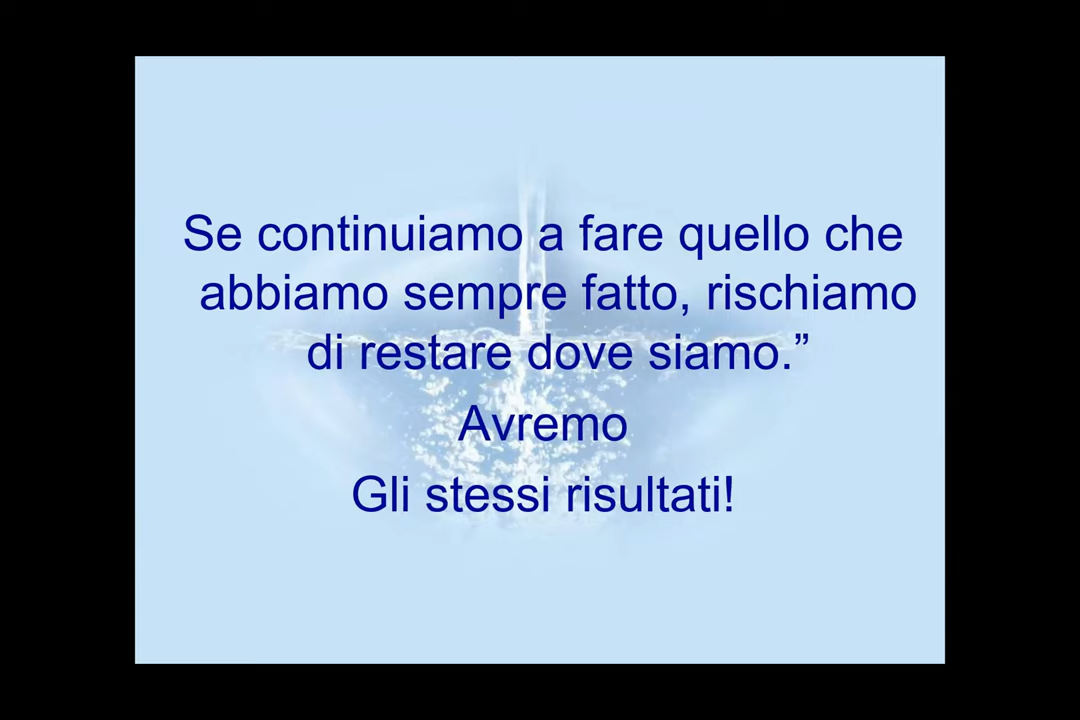 Se continuiamo a fare quello che
abbiamo sempre fatto, rischiamo
di restare dove siamo.”
Avremo
Gli stessi risultati!